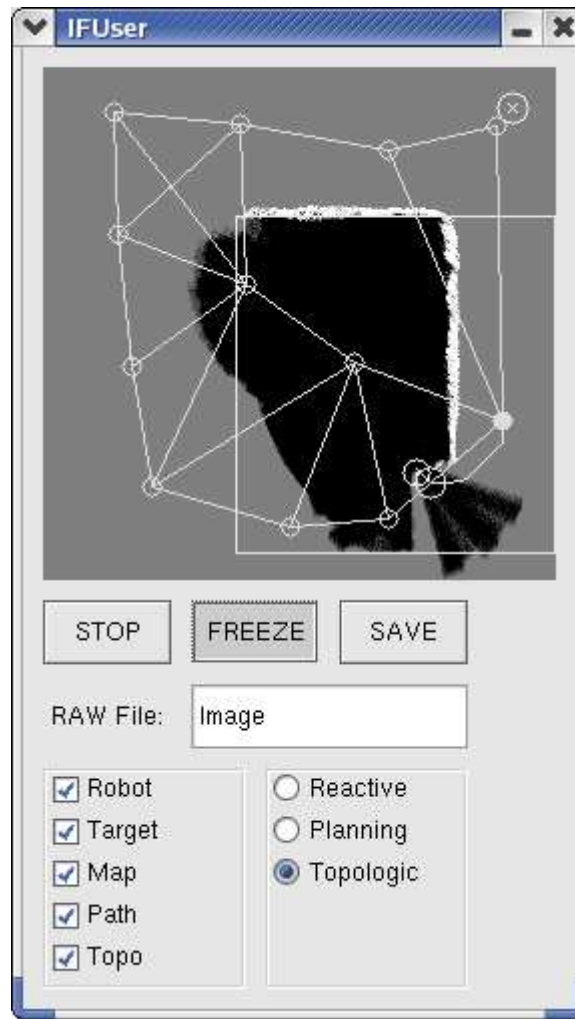 IFUser
STOP FREEZE SAVE
RAW File: Image
Robot
Target
Map
Path
Topo
Reactive
Planning
Topologic